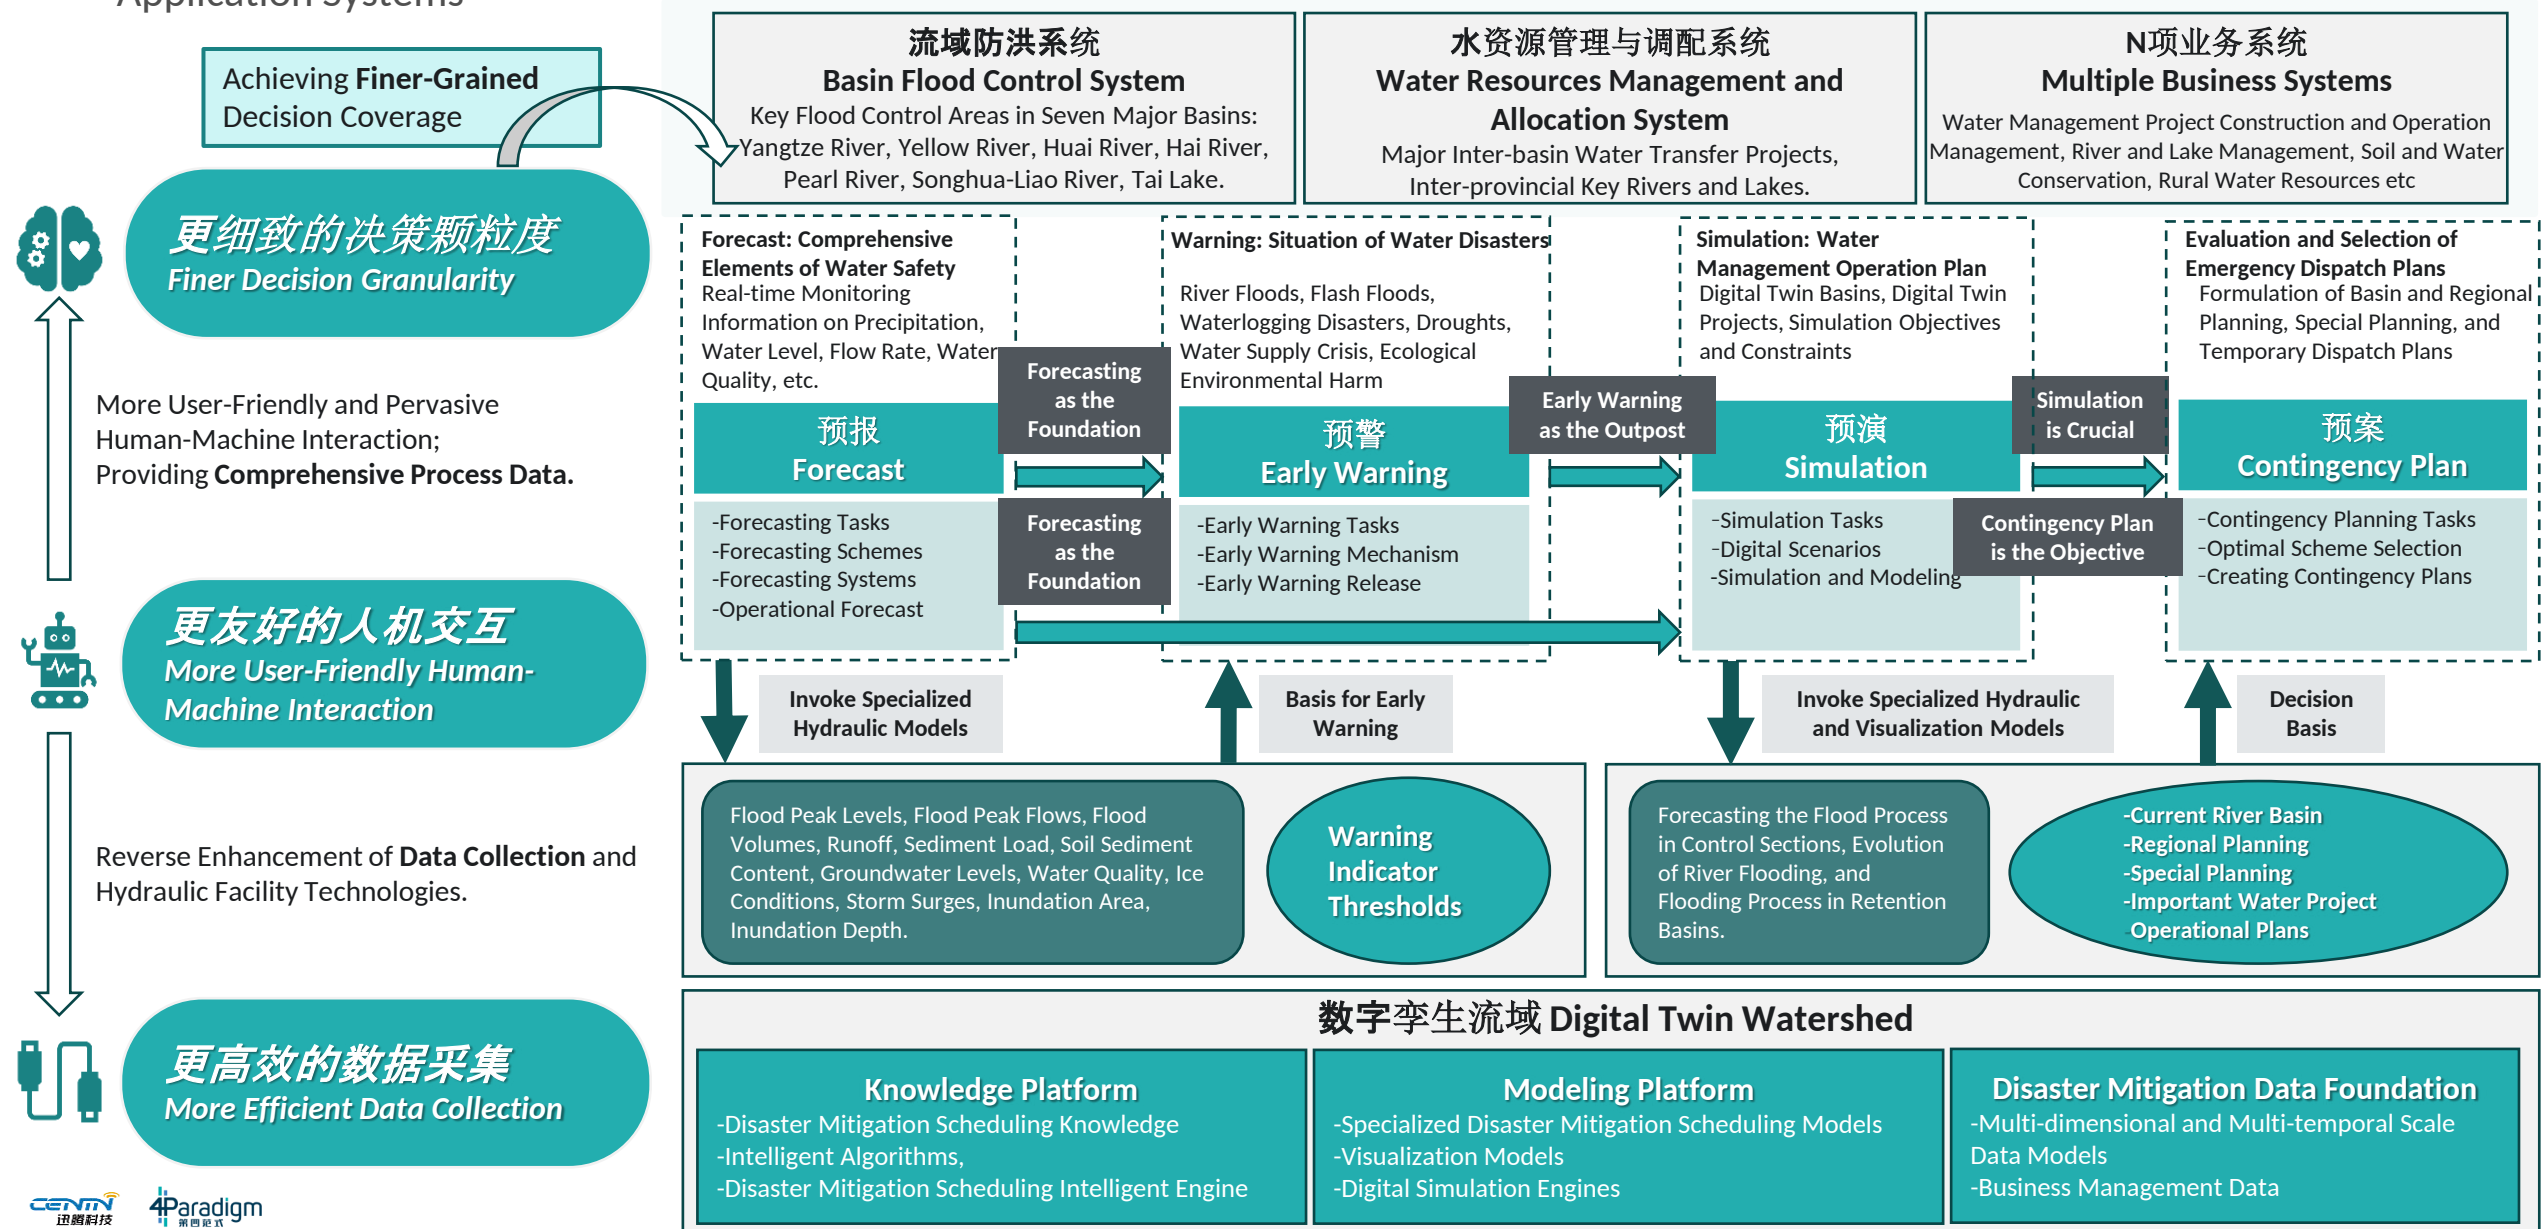 Application Systems
Achieving Finer-Grained
Decision Coverage
更细致的决策颗粒度
Finer Decision Granularity
More User-Friendly and Pervasive
Human-Machine Interaction;
Providing Comprehensive Process Data.
更友好的人机交互
More User-Friendly Human-
Machine Interaction
Reverse Enhancement of Data Collection and
Hydraulic Facility Technologies.
更高效的数据采集
More Efficient Data Collection
CENTN
迅腾科技
4Paradigm
第四范式
流域防洪系统
Basin Flood Control System
Key Flood Control Areas in Seven Major Basins:
Yangtze River, Yellow River, Huai River, Hai River,
Pearl River, Songhua-Liao River, Tai Lake.
水资源管理与调配系统
Water Resources Management and
Allocation System
Major Inter-basin Water Transfer Projects,
Inter-provincial Key Rivers and Lakes.
N项业务系统
Multiple Business Systems
Water Management Project Construction and Operation
Management, River and Lake Management, Soil and Water
Conservation, Rural Water Resources etc
Forecast: Comprehensive
Elements of Water Safety
Real-time Monitoring
Information on Precipitation,
Water Level, Flow Rate, Water
Quality, etc.
预报
Forecast
-Forecasting Tasks
-Forecasting Schemes
-Forecasting Systems
-Operational Forecast
Forecasting
as the
Foundation
Forecasting
as the
Foundation
Warning: Situation of Water Disasters
River Floods, Flash Floods,
Waterlogging Disasters, Droughts,
Water Supply Crisis, Ecological
Environmental Harm
预警
Early Warning
-Early Warning Tasks
-Early Warning Mechanism
-Early Warning Release
Early Warning
as the Outpost
Simulation: Water
Management Operation Plan
Digital Twin Basins, Digital Twin
Projects, Simulation Objectives
and Constraints
预演
Simulation
-Simulation Tasks
-Digital Scenarios
-Simulation and Modeling
Simulation
is Crucial
Contingency Plan
is the Objective
Evaluation and Selection of
Emergency Dispatch Plans
Formulation of Basin and Regional
Planning, Special Planning, and
Temporary Dispatch Plans
预案
Contingency Plan
-Contingency Planning Tasks
-Optimal Scheme Selection
-Creating Contingency Plans
Invoke Specialized
Hydraulic Models
Basis for Early
Warning
Invoke Specialized Hydraulic
and Visualization Models
Decision
Basis
Flood Peak Levels, Flood Peak Flows, Flood
Volumes, Runoff, Sediment Load, Soil Sediment
Content, Groundwater Levels, Water Quality, Ice
Conditions, Storm Surges, Inundation Area,
Inundation Depth.
Warning
Indicator
Thresholds
Forecasting the Flood Process
in Control Sections, Evolution
of River Flooding, and
Flooding Process in Retention
Basins.
-Current River Basin
-Regional Planning
-Special Planning
-Important Water Project
-Operational Plans
数字孪生流域 Digital Twin Watershed
Knowledge Platform
-Disaster Mitigation Scheduling Knowledge
-Intelligent Algorithms,
-Disaster Mitigation Scheduling Intelligent Engine
Modeling Platform
-Specialized Disaster Mitigation Scheduling Models
-Visualization Models
-Digital Simulation Engines
Disaster Mitigation Data Foundation
-Multi-dimensional and Multi-temporal Scale
Data Models
-Business Management Data